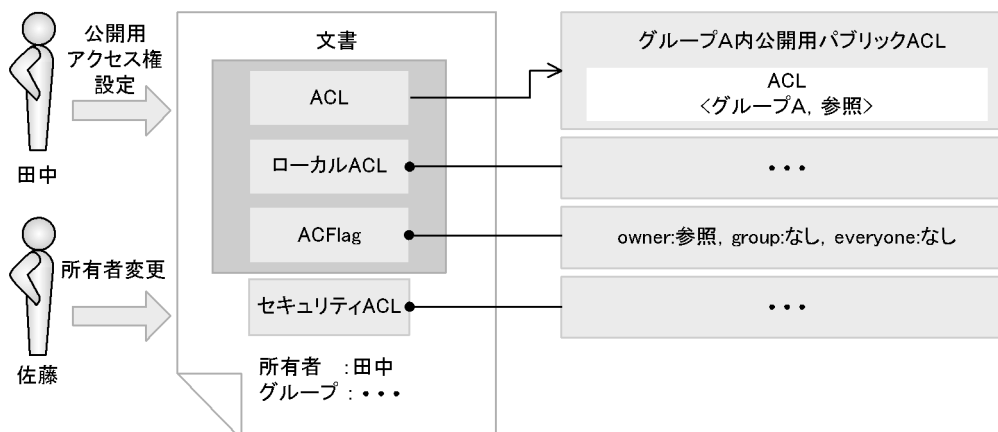 公開用
アクセス権
設定
田中
所有者変更
佐藤
文書
ACL
ローカルACL
ACFlag
セキュリティACL
所有者 :田中
グループ:・・・
グループA内公開用パブリックACL
ACL
<グループA, 参照>
・・・
owner:参照, group:なし, everyone:なし
・・・